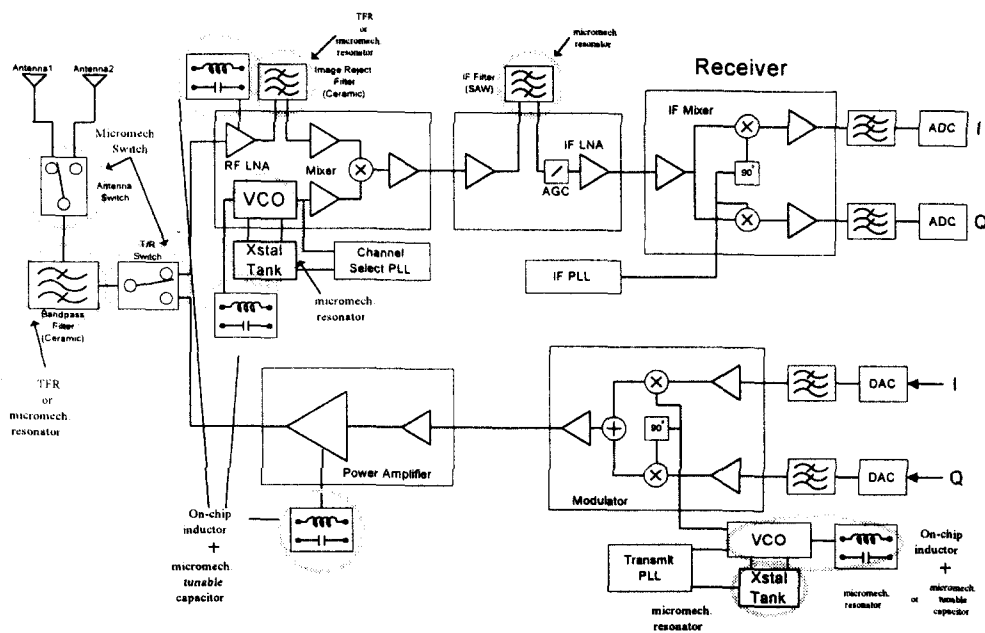 TFR
or
micromech.
resonator
Image Reject
Filter
(Ceramic)
micromech.
resonator
IF Filter
(SAW)
Receiver
Antenna1
Antenna2
Micromech
Switch
Antenna
Switch
T/R
Switch
Bandpass
Filter
(Ceramic)
TFR
or
micromech.
resonator
RF LNA
Mixer
VCO
Xstal
Tank
Channel
Select PLL
micromech.
resonator
IF LNA
AGC
IF Mixer
90°
IF PLL
ADC
I
ADC
Q
Power Amplifier
On-chip
inductor
+
micromech.
tunable
capacitor
Modulator
90°
DAC
I
DAC
Q
VCO
Transmit
PLL
Xstal
Tank
micromech.
resonator
micromech.
resonator
or
On-chip
inductor
+
micromech.
tunable
capacitor